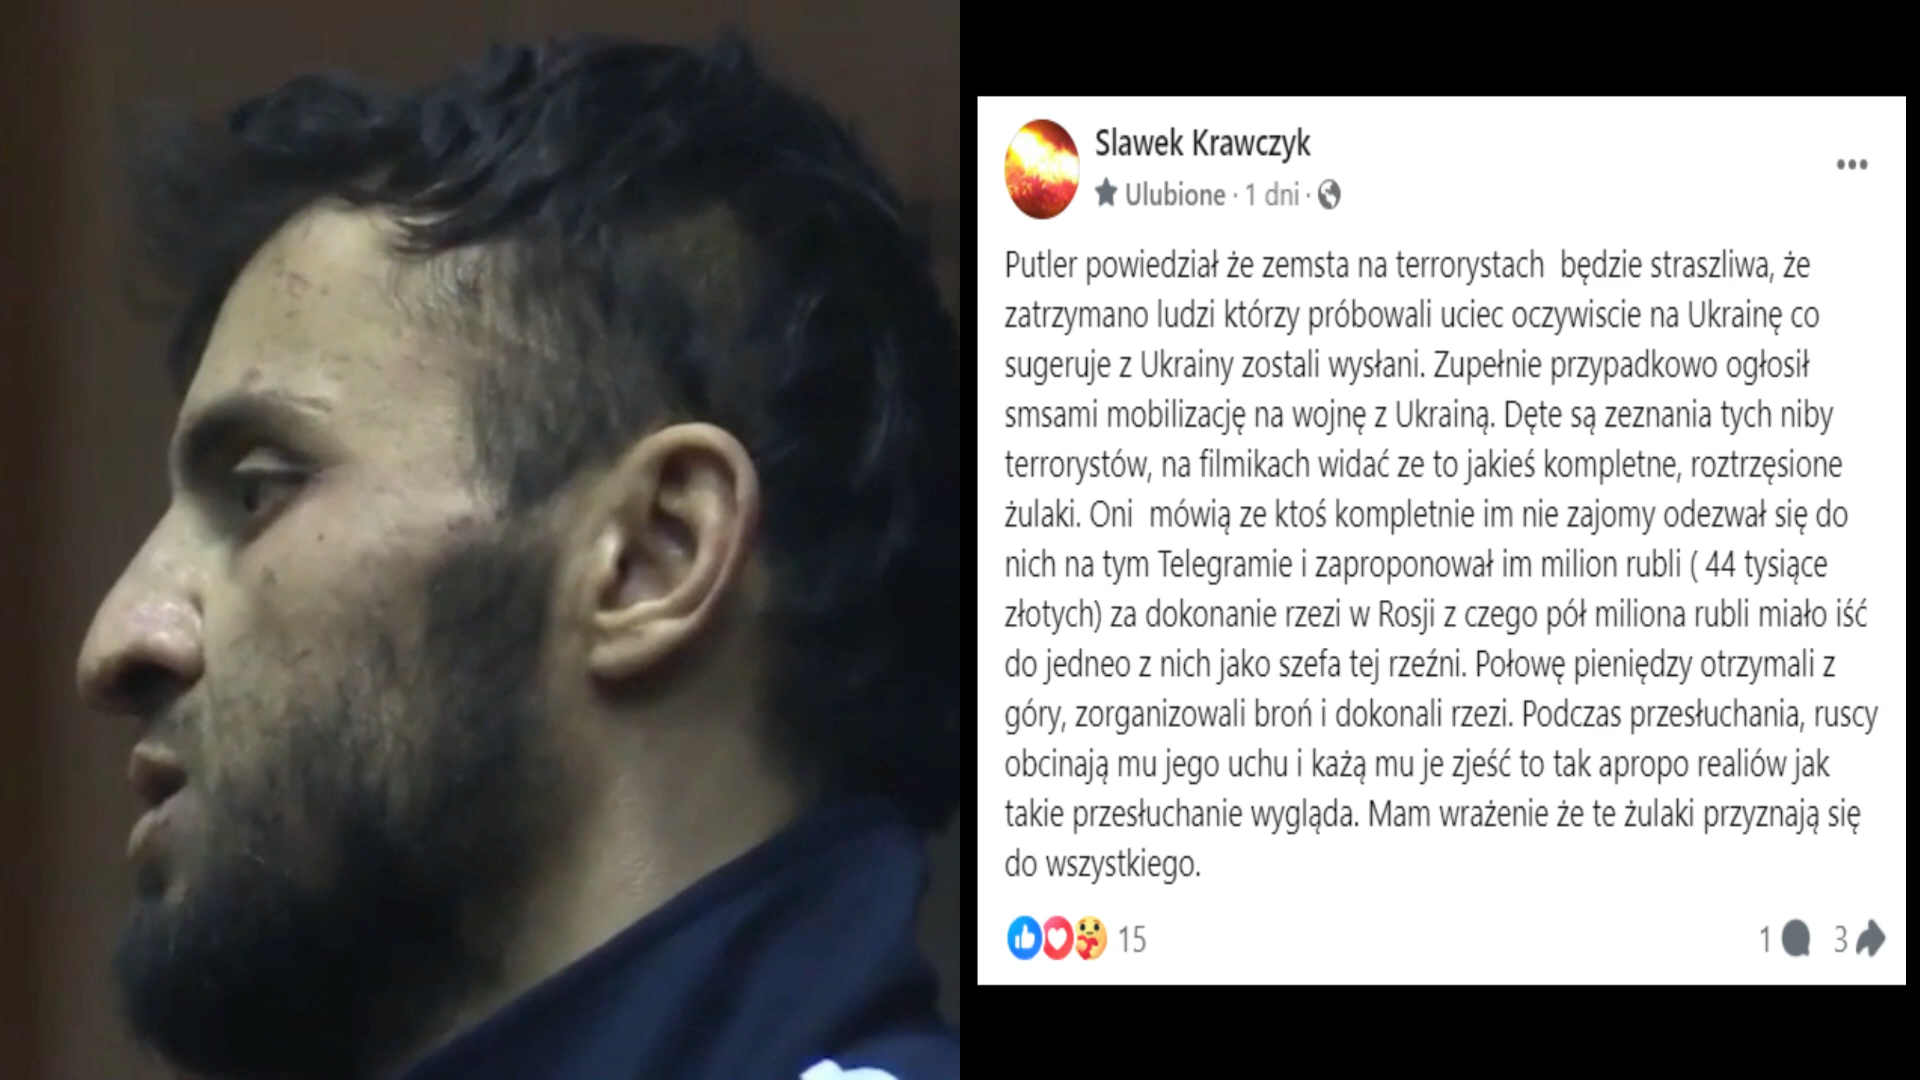 Slawek Krawczyk
Ulubione · 1 dni ·
Putler powiedział że zemsta na terrorystach  będzie straszliwa, że
zatrzymano ludzi którzy próbowali uciec oczywiscie na Ukrainę co
sugeruje z Ukrainy zostali wysłani. Zupełnie przypadkowo ogłosił
smsami mobilizację na wojnę z Ukrainą. Dęte są zeznania tych niby
terrorystów, na filmikach widać ze to jakieś kompletne, roztrzęsione
żulaki. Oni  mówią ze ktoś kompletnie im nie zajomy odezwał się do
nich na tym Telegramie i zaproponował im milion rubli ( 44 tysiące
złotych) za dokonanie rzezi w Rosji z czego pół miliona rubli miało iść
do jedneo z nich jako szefa tej rzeźni. Połowę pieniędzy otrzymali z
góry, zorganizowali broń i dokonali rzezi. Podczas przesłuchania, ruscy
obcinają mu jego uchu i każą mu je zjeść to tak apropo realiów jak
takie przesłuchanie wygląda. Mam wrażenie że te żulaki przyznają się
do wszystkiego.
15
1 3